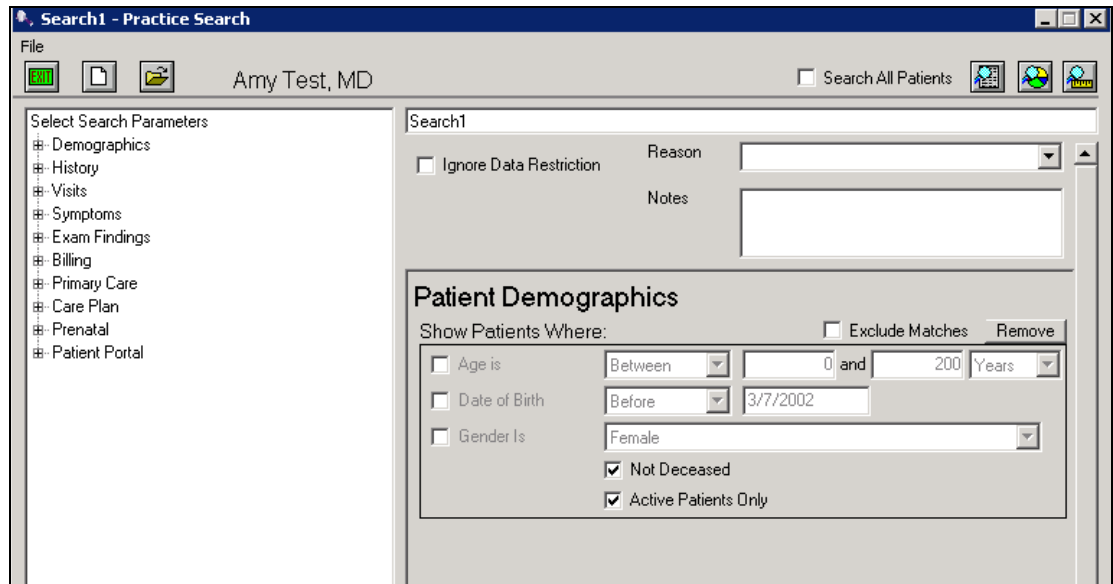 Search1 - Practice Search
File
EXIT
Amy Test, MD
Search All Patients
Select Search Parameters
Demographics
History
Visits
Symptoms
Exam Findings
Billing
Primary Care
Care Plan
Prenatal
Patient Portal
Search1
Ignore Data Restriction
Reason
Notes
Patient Demographics
Show Patients Where:
Exclude Matches Remove
Age is Between 0 and 200 Years
Date of Birth Before 3/7/2002
Gender Is Female
Not Deceased
Active Patients Only